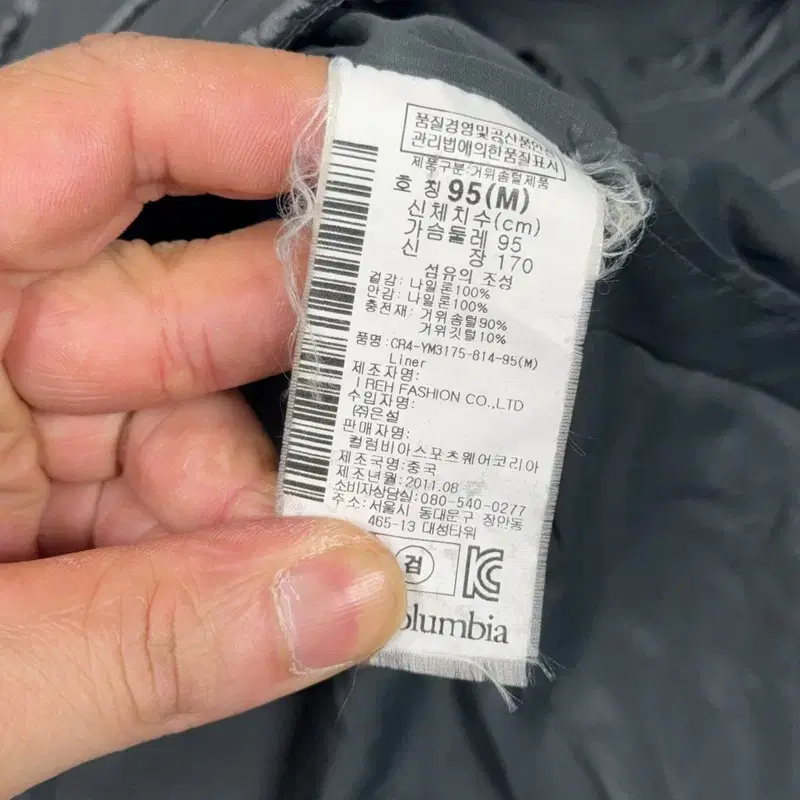 품질경영및공산품안전
관리법에의한품질표시
제품구분:거위솜털제품
호 칭 95(M)
신체치수(cm)
가슴둘레 95
신 장 170
섬유의 조성
겉감: 나일론100%
안감: 나일론100%
충전재: 거위솜털90%
거위깃털10%
품명:CR4-YM3175-814-95(M)
Liner
제조자명:
I REH FASHION CO.,LTD
수입자명:
㈜은설
판매자명:
컬럼비아스포츠웨어코리아
제조국명:중국
제조년월:2011.08
소비자상담실:080-540-0277
주소:서울시 동대문구 장안동
465-13 대성타워
검
olumbia